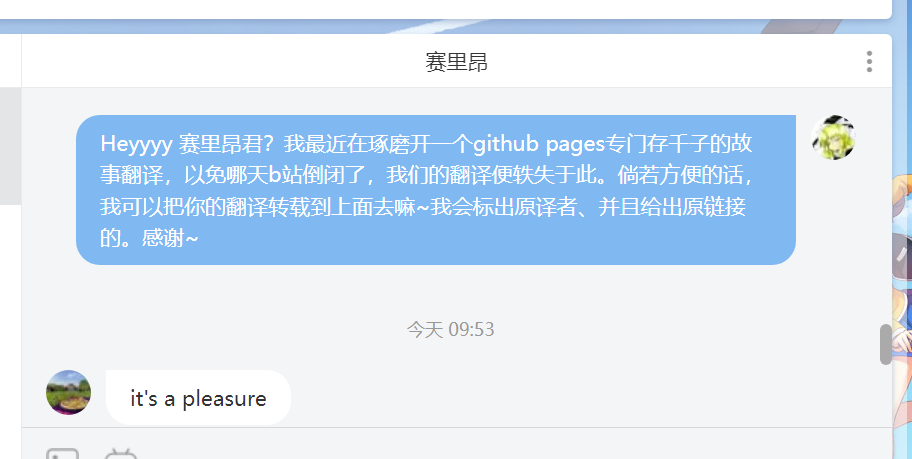 赛里昂
Heyyyy 赛里昂君？我最近在琢磨开一个github pages专门存千子的故
事翻译，以免哪天b站倒闭了，我们的翻译便轶失于此。倘若方便的话，
我可以把你的翻译转载到上面去嘛~我会标出原译者、并且给出原链接
的。感谢~
今天 09:53
it's a pleasure